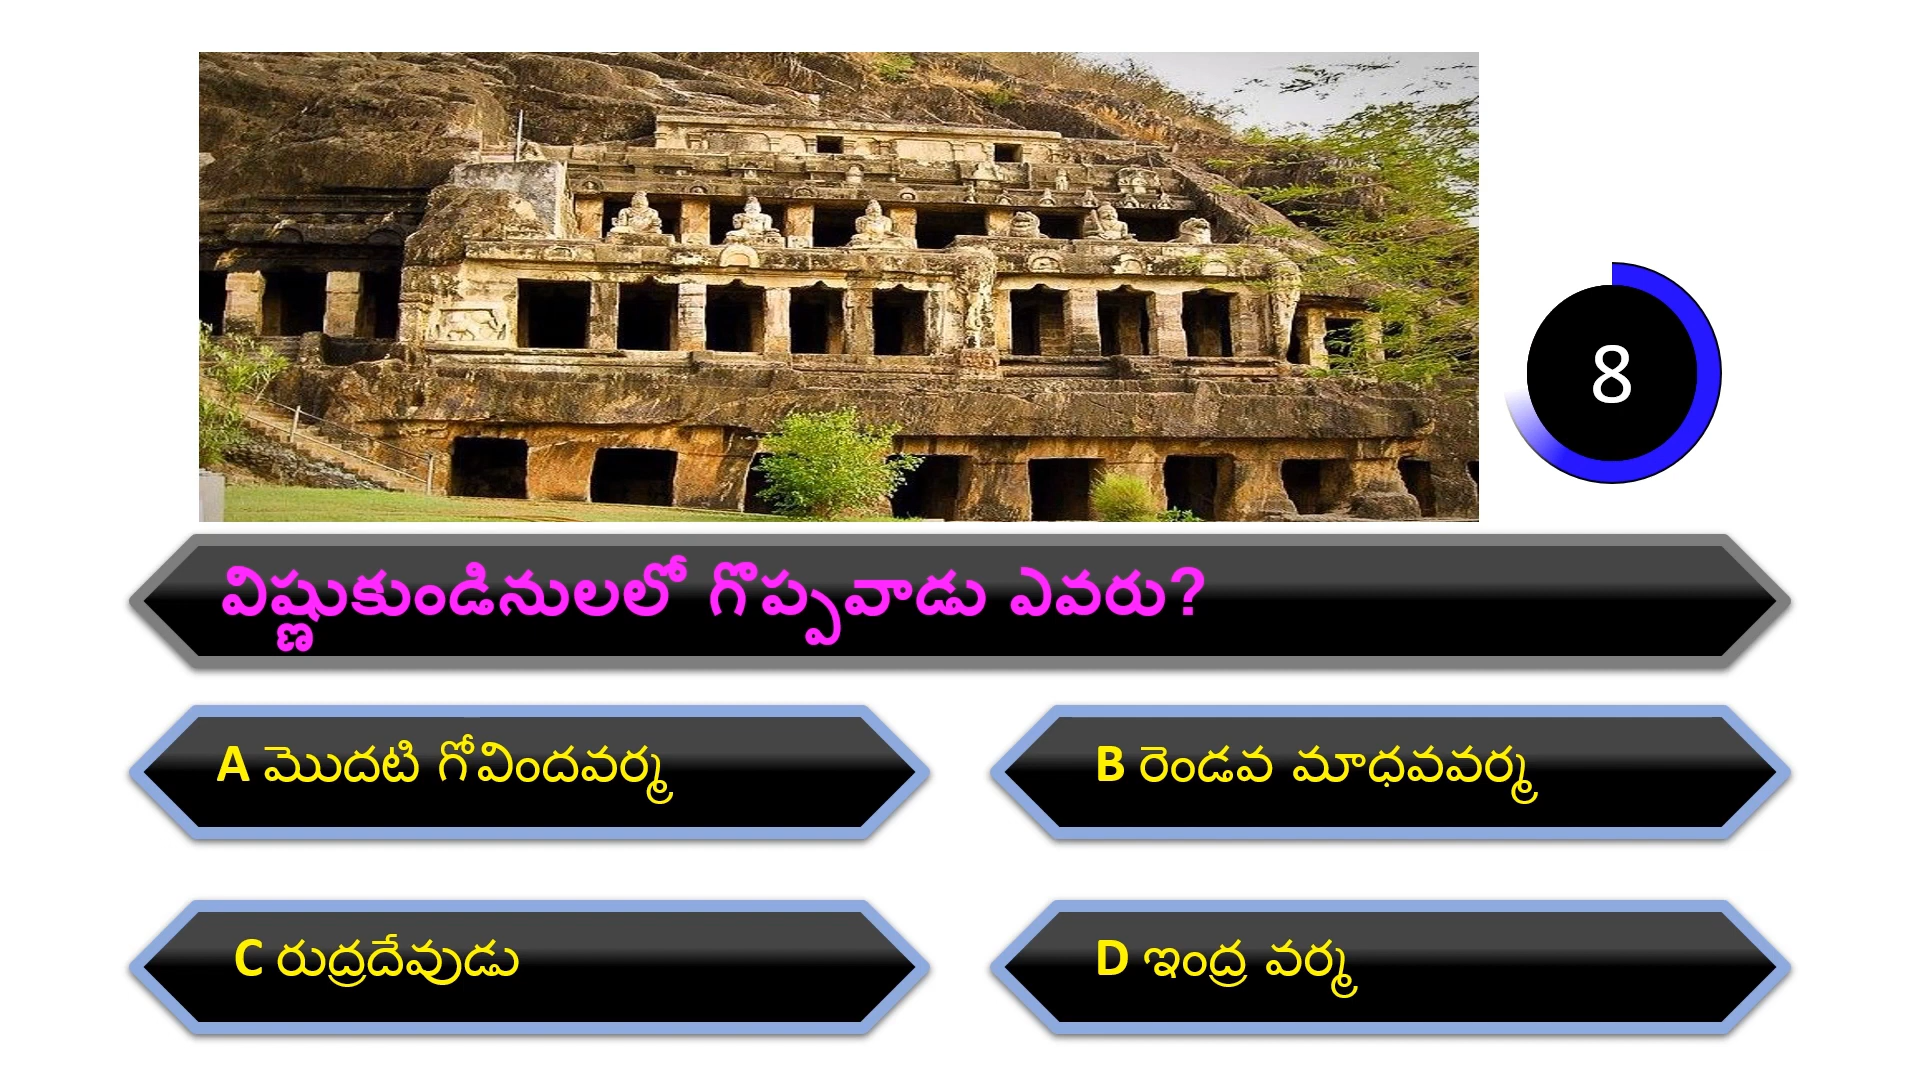 8
విష్ణుకుండినులలో గొప్పవాడు ఎవరు?
A మొదటి గోవిందవర్మ
B రెండవ మాధవవర్మ
C రుద్రదేవుడు
D ఇంద్ర వర్మ